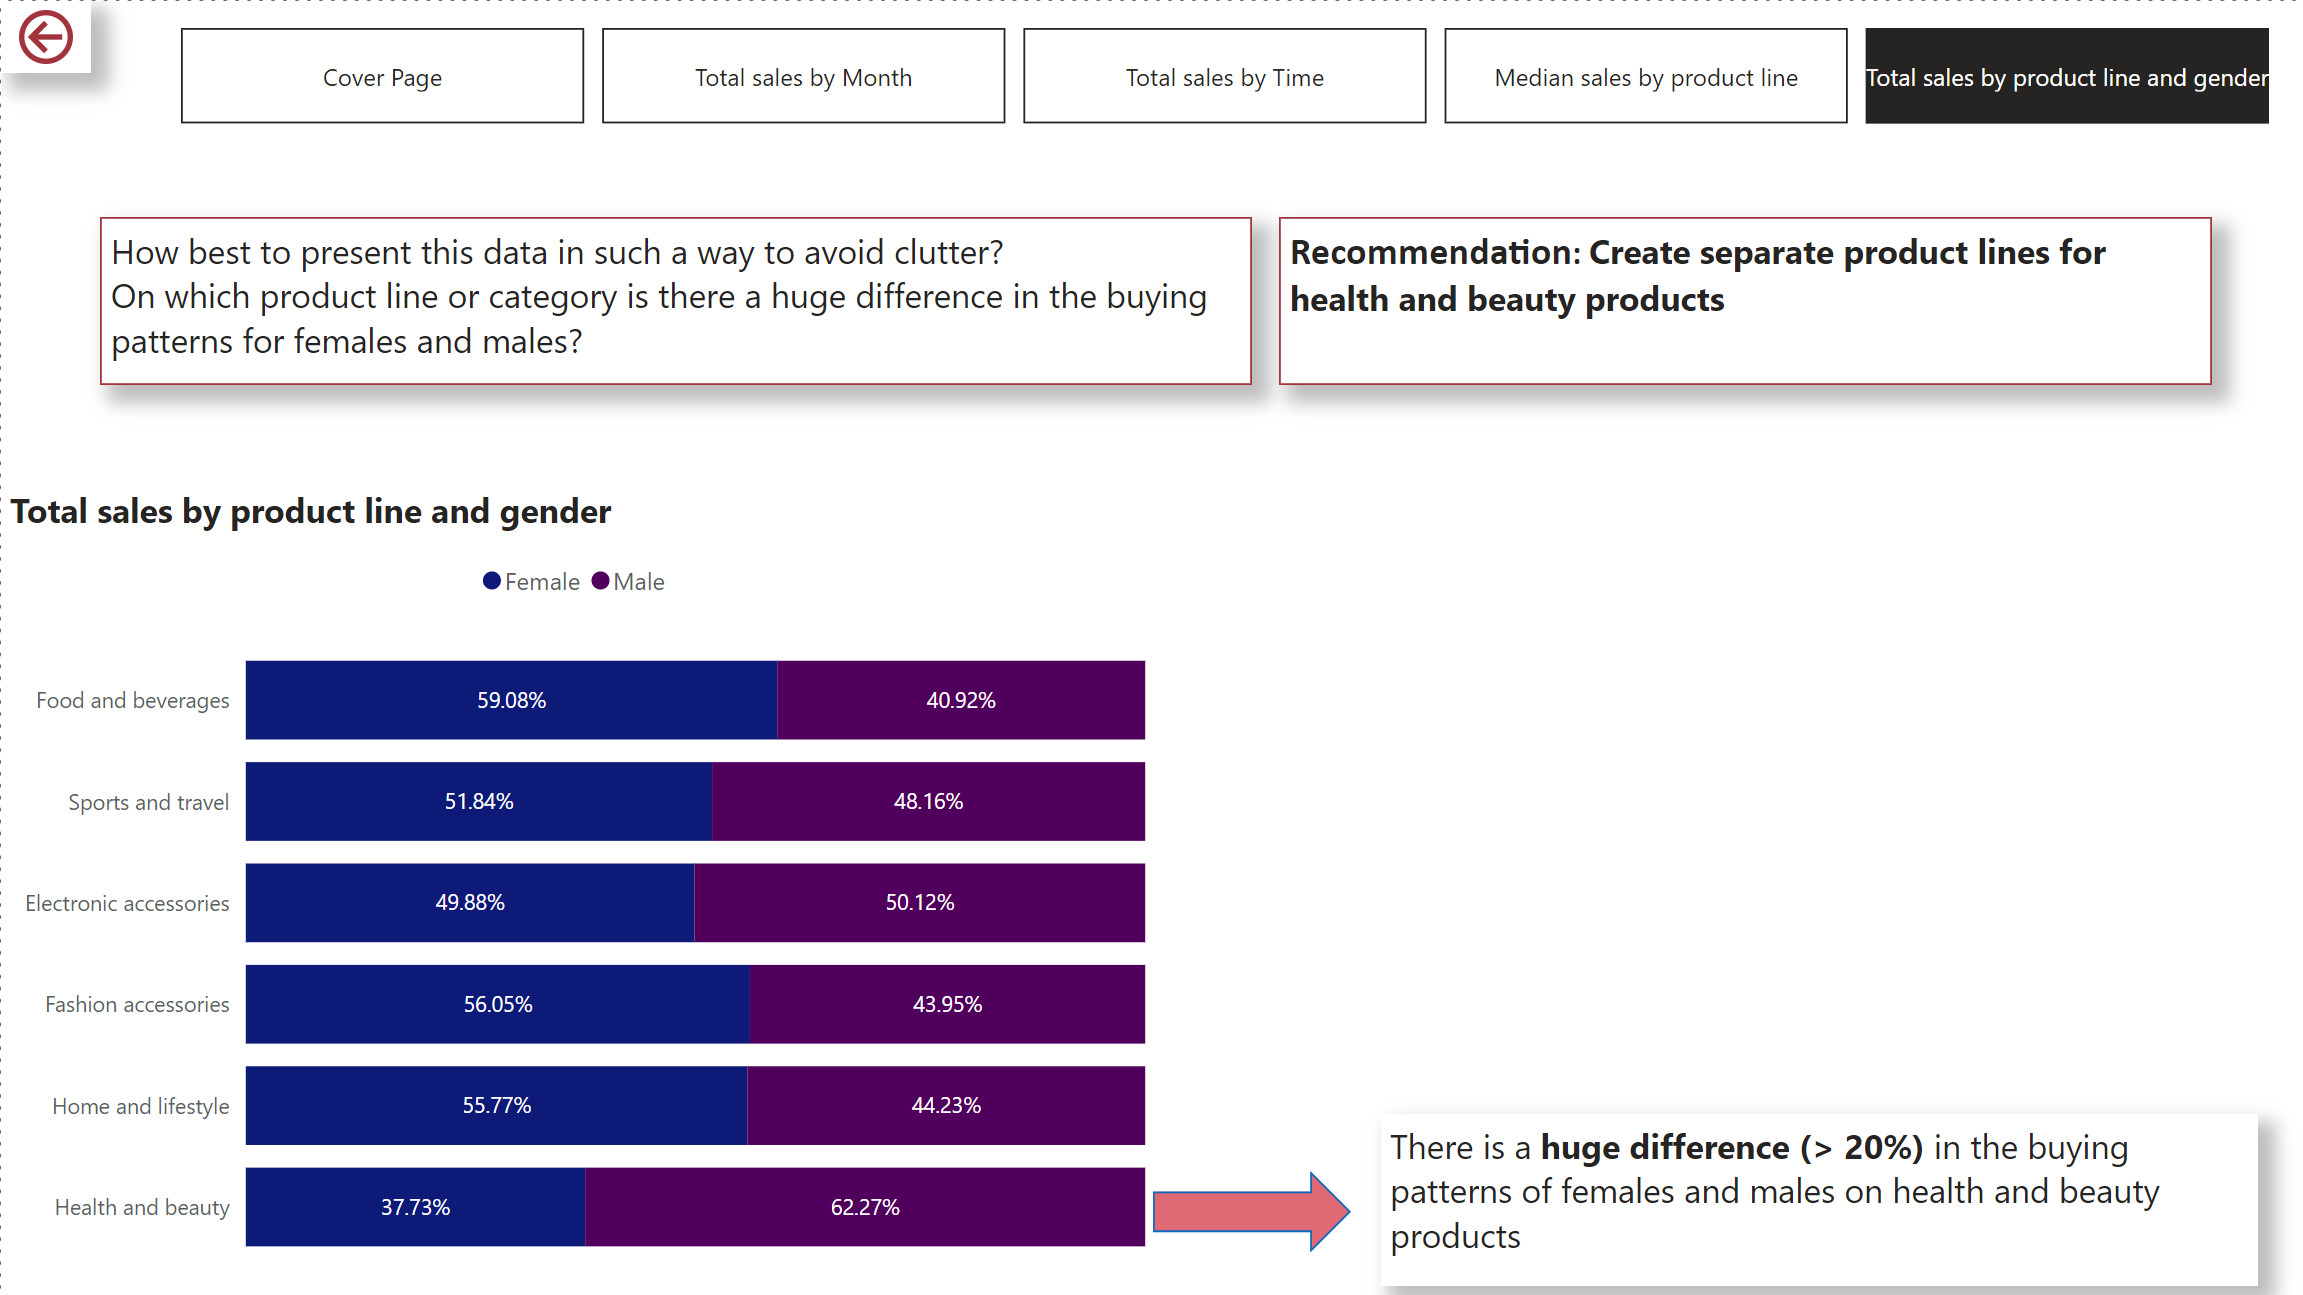 Cover Page
Total sales by Month
Total sales by Time
Median sales by product line
Total sales by product line and gender
How best to present this data in such a way to avoid clutter?
On which product line or category is there a huge difference in the buying
patterns for females and males?
Recommendation: Create separate product lines for
health and beauty products
Total sales by product line and gender
Female Male
Food and beverages 59.08% 40.92%
Sports and travel 51.84% 48.16%
Electronic accessories 49.88% 50.12%
Fashion accessories 56.05% 43.95%
Home and lifestyle 55.77% 44.23%
Health and beauty 37.73% 62.27%
There is a huge difference (> 20%) in the buying
patterns of females and males on health and beauty
products